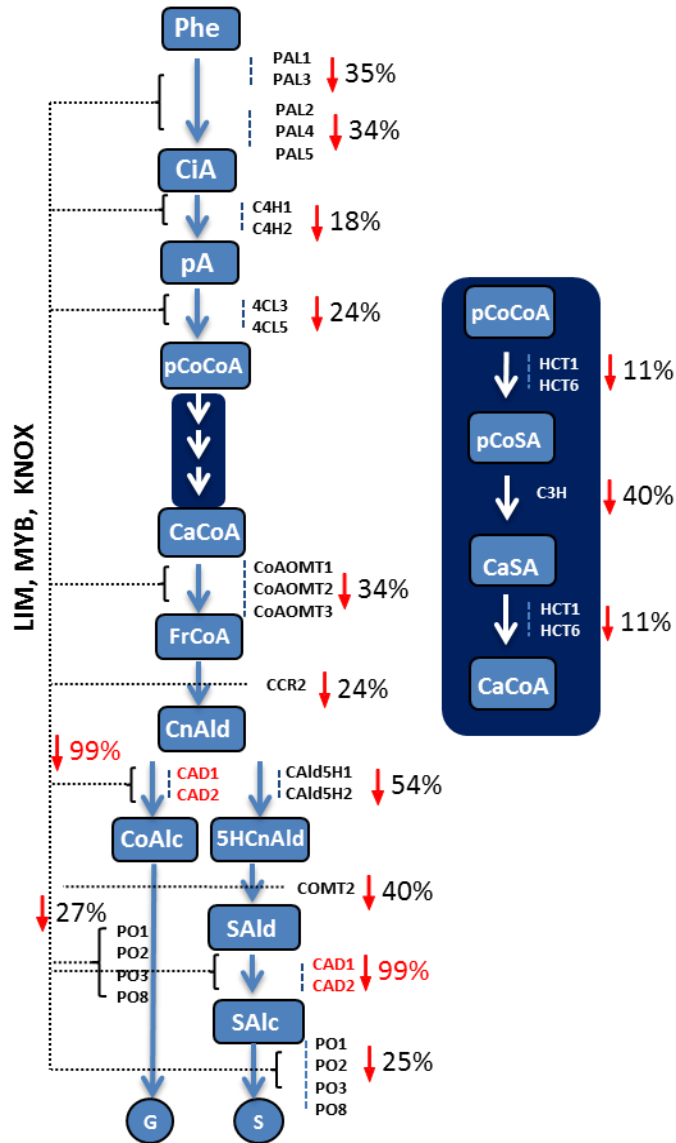 Phe
PAL1
PAL3
35%
PAL2
PAL4
PAL5
34%
CiA
C4H1
C4H2
18%
pA
4CL3
4CL5
24%
pCoCoA
CaCoA
CoAOMT1
CoAOMT2
CoAOMT3
34%
FrCoA
CCR2
24%
CnAld
99%
CAD1
CAD2
CAld5H1
CAld5H2
54%
CoAlc
5HCnAld
COMT2
40%
27%
SAld
PO1
PO2
PO3
PO8
CAD1
CAD2
99%
SAlc
PO1
PO2
PO3
PO8
25%
G
S
LIM, MYB, KNOX
pCoCoA
HCT1
HCT6
11%
pCoSA
C3H
40%
CaSA
HCT1
HCT6
11%
CaCoA